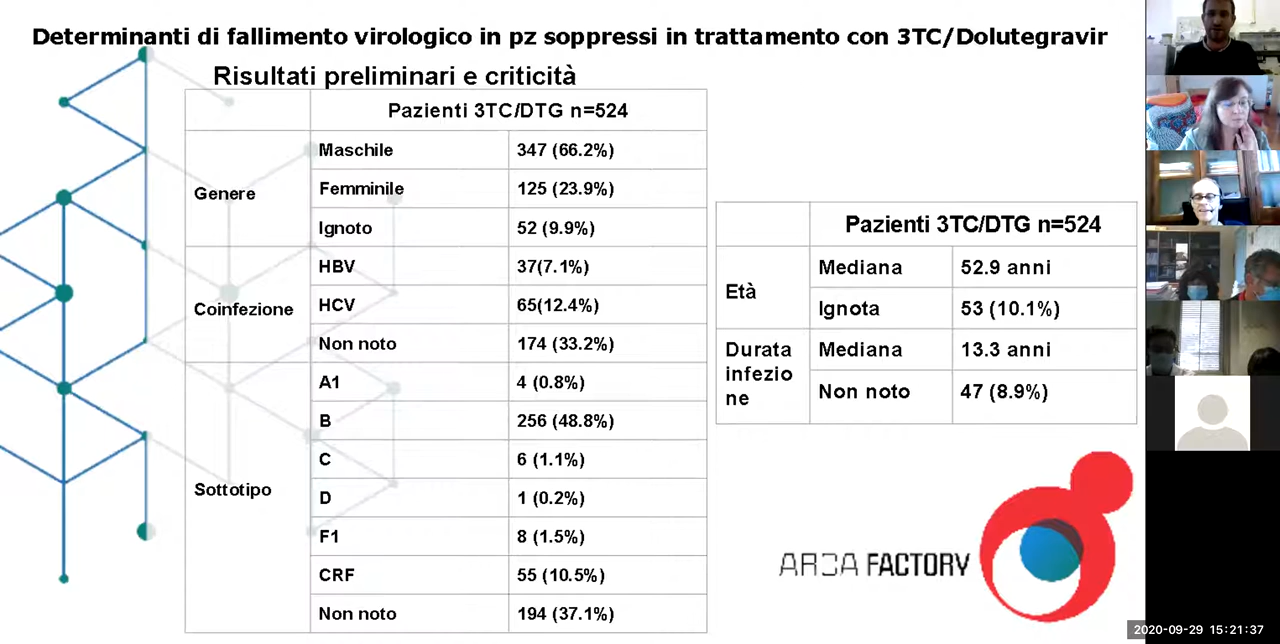 Determinanti di fallimento virologico in pz soppressi in trattamento con 3TC/Dolutegravir
Risultati preliminari e criticità
Pazienti 3TC/DTG n=524
Genere
Maschile 347 (66.2%)
Femminile 125 (23.9%)
Ignoto 52 (9.9%)
Coinfezione
HBV 37(7.1%)
HCV 65(12.4%)
Non noto 174 (33.2%)
Sottotipo
A1 4 (0.8%)
B 256 (48.8%)
C 6 (1.1%)
D 1 (0.2%)
F1 8 (1.5%)
CRF 55 (10.5%)
Non noto 194 (37.1%)
Pazienti 3TC/DTG n=524
Età
Mediana 52.9 anni
Ignota 53 (10.1%)
Durata
infezio
ne
Mediana 13.3 anni
Non noto 47 (8.9%)
ARCA FACTORY
2020-09-29 15:21:37